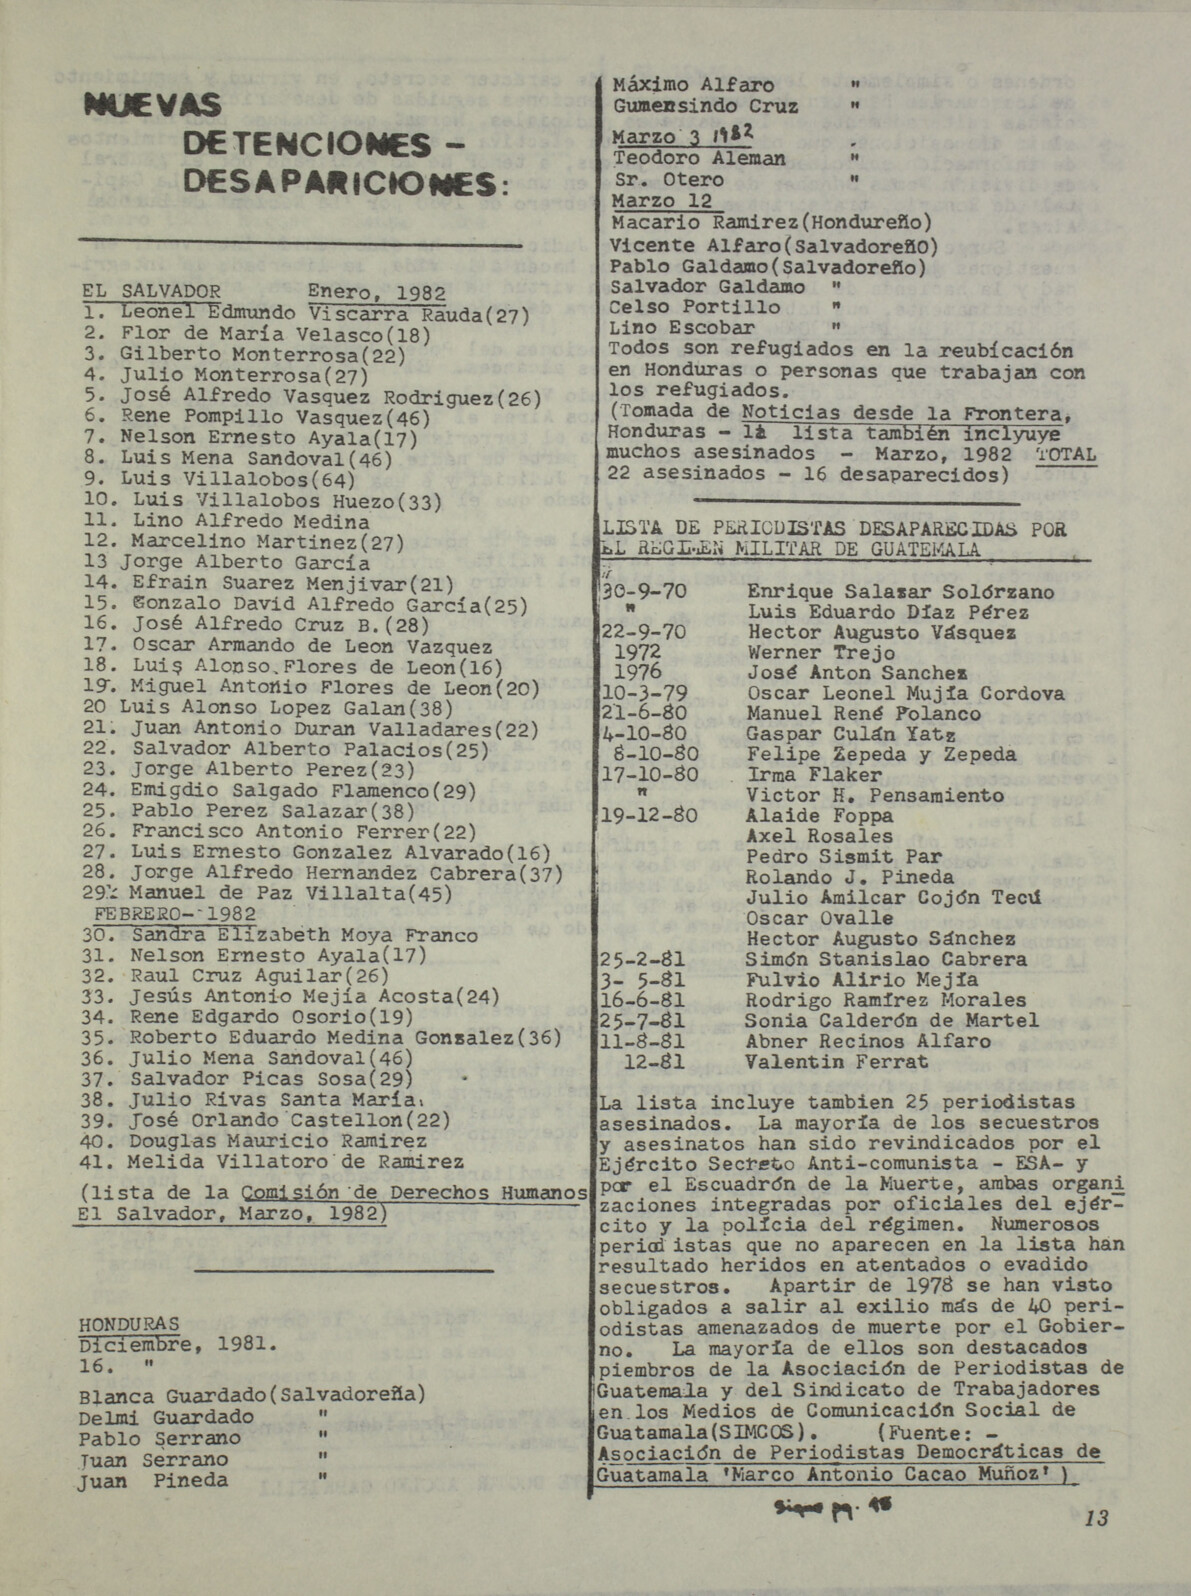 NUEVAS
DETENCIONES -
DESAPARICIONES:
EL SALVADOR Enero, 1982
1. Leonel Edmundo Viscarra Rauda(27)
2. Flor de María Velasco(18)
3. Gilberto Monterrosa(22)
4. Julio Monterrosa(27)
5. José Alfredo Vasquez Rodriguez(26)
6. Rene Pompillo Vasquez(46)
7. Nelson Ernesto Ayala(17)
8. Luis Mena Sandoval(46)
9. Luis Villalobos(64)
10. Luis Villalobos Huezo(33)
11. Lino Alfredo Medina
12. Marcelino Martinez(27)
13 Jorge Alberto García
14. Efrain Suarez Menjivar(21)
15. Gonzalo David Alfredo García(25)
16. José Alfredo Cruz B.(28)
17. Oscar Armando de Leon Vazquez
18. Luis Alonso Flores de Leon(16)
19. Miguel Antonio Flores de Leon(20)
20 Luis Alonso Lopez Galan(38)
21. Juan Antonio Duran Valladares(22)
22. Salvador Alberto Palacios(25)
23. Jorge Alberto Perez(23)
24. Emigdio Salgado Flamenco(29)
25. Pablo Perez Salazar(38)
26. Francisco Antonio Ferrer(22)
27. Luis Ernesto Gonzalez Alvarado(16)
28. Jorge Alfredo Hernandez Cabrera(37)
29. Manuel de Paz Villalta(45)
FEBRERO- 1982
30. Sandra Elizabeth Moya Franco
31. Nelson Ernesto Ayala(17)
32. Raul Cruz Aguilar(26)
33. Jesús Antonio Mejía Acosta(24)
34. Rene Edgardo Osorio(19)
35. Roberto Eduardo Medina Gonzalez(36)
36. Julio Mena Sandoval(46)
37. Salvador Picas Sosa(29)
38. Julio Rivas Santa María
39. José Orlando Castellon(22)
40. Douglas Mauricio Ramirez
41. Melida Villatoro de Ramirez
(lista de la Comisión de Derechos Humanos
El Salvador, Marzo, 1982)
HONDURAS
Diciembre, 1981.
16. "
Blanca Guardado(Salvadoreña)
Delmi Guardado "
Pablo Serrano "
Juan Serrano "
Juan Pineda "
Máximo Alfaro "
Gumensindo Cruz "
Marzo 3 1982
Teodoro Aleman "
Sr. Otero "
Marzo 12
Macario Ramirez(Hondureño)
Vicente Alfaro(SalvadoreñO)
Pablo Galdamo(Salvadoreño)
Salvador Galdamo "
Celso Portillo "
Lino Escobar "
Todos son refugiados en la reubícación
en Honduras o personas que trabajan con
los refugiados.
(Tomada de Noticias desde la Frontera,
Honduras - la lista también inclyuye
muchos asesinados - Marzo, 1982 TOTAL
22 asesinados - 16 desaparecidos)
LISTA DE PERIODISTAS DESAPARECIDAS POR
EL REGIMEN MILITAR DE GUATEMALA
30-9-70 Enrique Salazar Solórzano
" Luis Eduardo Díaz Pérez
22-9-70 Hector Augusto Vásquez
1972 Werner Trejo
1976 José Anton Sanchez
10-3-79 Oscar Leonel Mujía Cordova
21-6-80 Manuel René Polanco
4-10-80 Gaspar Culán Yatz
8-10-80 Felipe Zepeda y Zepeda
17-10-80 Irma Flaker
" Victor H. Pensamiento
19-12-80 Alaide Foppa
Axel Rosales
Pedro Sismit Par
Rolando J. Pineda
Julio Amilcar Cojón Tecú
Oscar Ovalle
Hector Augusto Sánchez
25-2-81 Simón Stanislao Cabrera
3- 5-81 Fulvio Alirio Mejía
16-6-81 Rodrigo Ramírez Morales
25-7-81 Sonia Calderón de Martel
11-8-81 Abner Recinos Alfaro
12-81 Valentin Ferrat
La lista incluye tambien 25 periodistas
asesinados. La mayoría de los secuestros
y asesinatos han sido revindicados por el
Ejército Secreto Anti-comunista - ESA- y
por el Escuadrón de la Muerte, ambas organi
zaciones integradas por oficiales del ejér-
cito y la polícia del régimen. Numerosos
periodistas que no aparecen en la lista han
resultado heridos en atentados o evadido
secuestros. Apartir de 1978 se han visto
obligados a salir al exilio más de 40 peri-
odistas amenazados de muerte por el Gobier-
no. La mayoría de ellos son destacados
piembros de la Asociación de Periodistas de
Guatemala y del Sindicato de Trabajadores
en los Medios de Comunicación Social de
Guatamala(SIMCOS). (Fuente: -
Asociación de Periodistas Democráticas de
Guatamala 'Marco Antonio Cacao Muñoz')
Sigue pg.
13